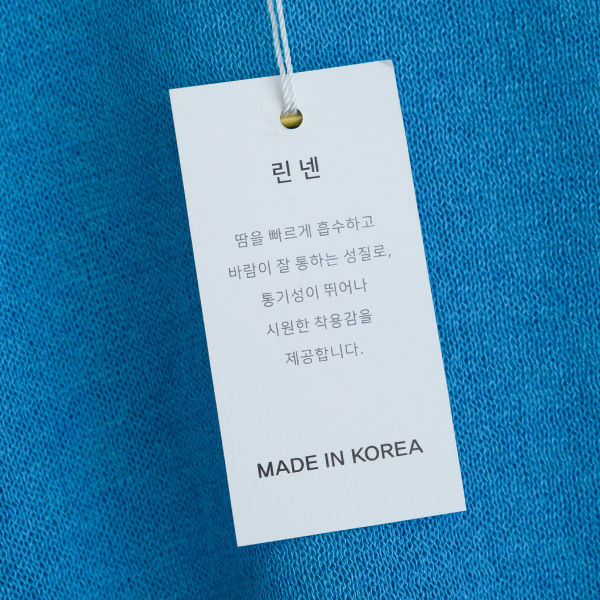 린 넨
땀을 빠르게 흡수하고
바람이 잘 통하는 성질로,
통기성이 뛰어나
시원한 착용감을
제공합니다.
MADE IN KOREA